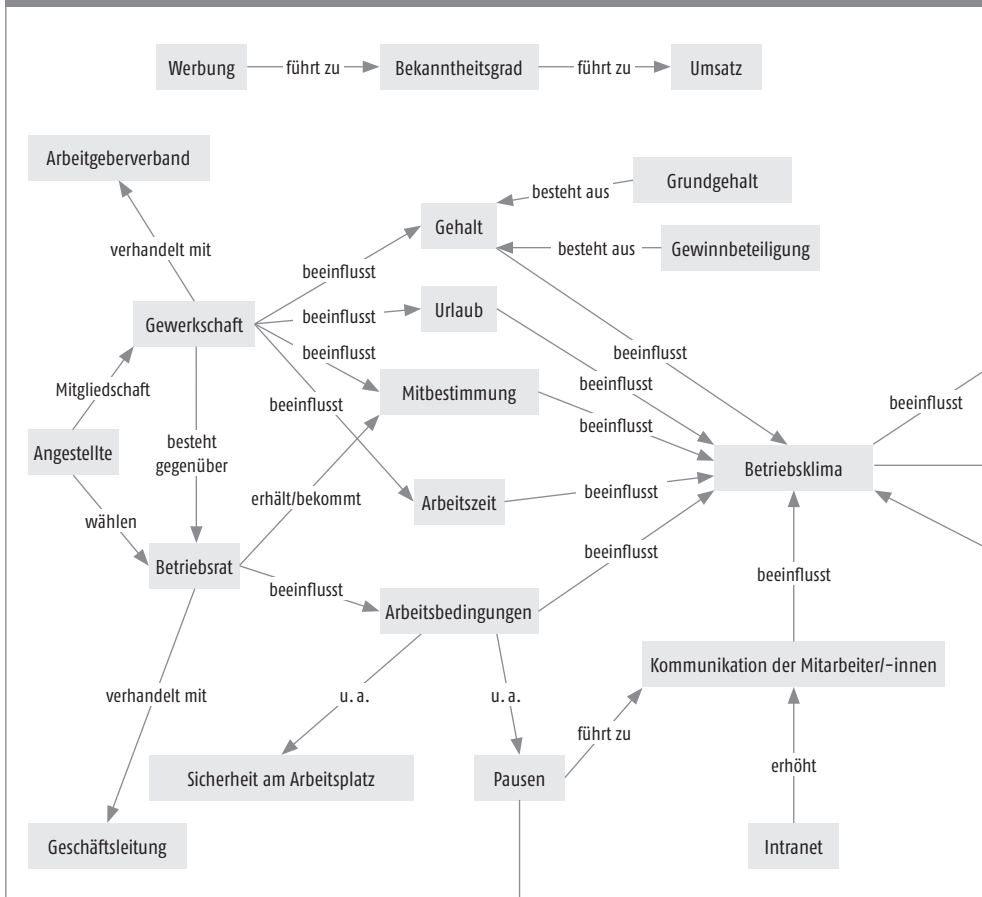 Werbung
führt zu
Bekanntheitsgrad
führt zu
Umsatz
Arbeitgeberverband
Grundgehalt
besteht aus
Gehalt
verhandelt mit
besteht aus
Gewinnbeteiligung
beeinflusst
Gewerkschaft
beeinflusst
Urlaub
beeinflusst
beeinflusst
Mitgliedschaft
beeinflusst
Mitbestimmung
beeinflusst
beeinflusst
beeinflusst
Angestellte
besteht
gegenüber
Betriebsklima
erhält/bekommt
Arbeitszeit
beeinflusst
wählen
beeinflusst
Betriebsrat
beeinflusst
Arbeitsbedingungen
beeinflusst
Kommunikation der Mitarbeiter/-innen
verhandelt mit
u. a.
u. a.
führt zu
Sicherheit am Arbeitsplatz
Pausen
erhöht
Geschäftsleitung
Intranet